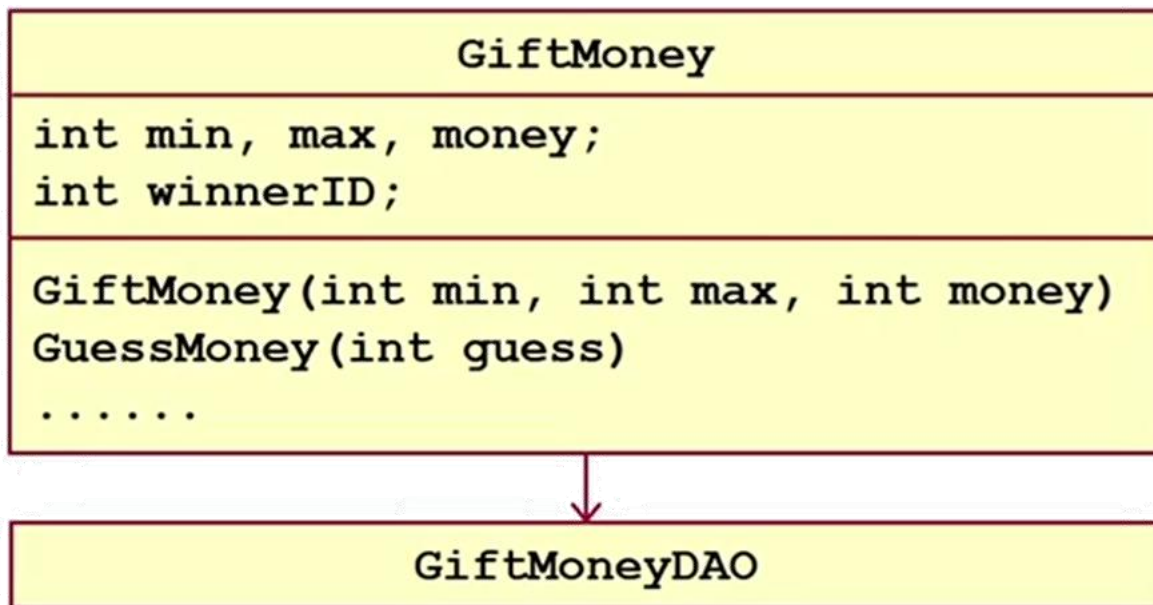 GiftMoney
int min, max, money;
int winnerID;
GiftMoney(int min, int max, int money)
GuessMoney(int guess)
......
GiftMoneyDAO